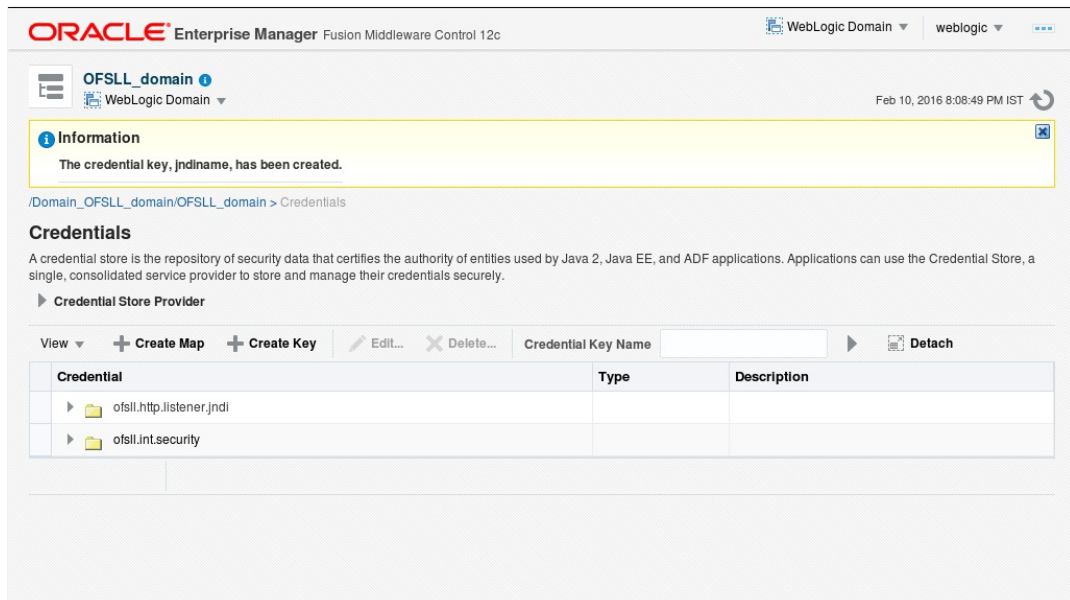 ORACLE Enterprise Manager Fusion Middleware Control 12c
WebLogic Domain weblogic
OFSLL_domain
WebLogic Domain
Feb 10, 2016 8:08:49 PM IST
Information
The credential key, jndiname, has been created.
/Domain_OFSLL_domain/OFSLL_domain > Credentials
Credentials
A credential store is the repository of security data that certifies the authority of entities used by Java 2, Java EE, and ADF applications. Applications can use the Credential Store, a
single, consolidated service provider to store and manage their credentials securely.
Credential Store Provider
View Create Map Create Key Edit... Delete... Credential Key Name Detach
Credential Type Description
ofsll.http.listener.jndi
ofsll.int.security